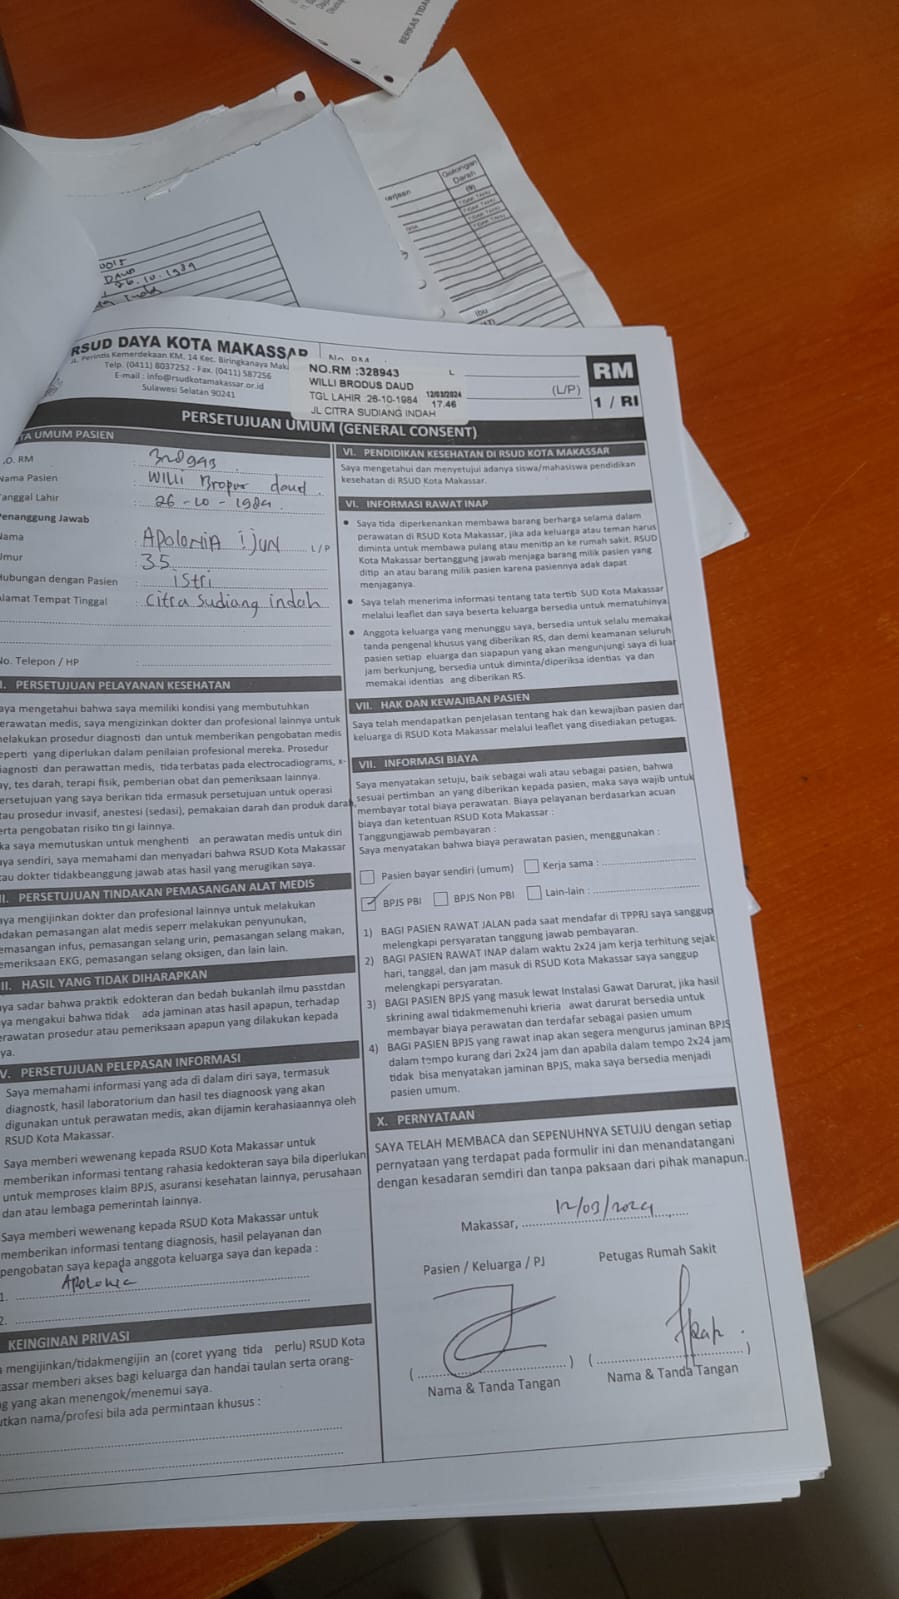 BERKAS TIDA
Golongan
Darah
erjaan
(9)
TIDAK TAHU
TIDAK TAHU
TIDAK TAHU
TIDAK TAHU
Ibu
0015
DAUD
26.10.1984
RSUD DAYA KOTA MAKASSAR
JL. Perintis Kemerdekaan KM, 14 Kec. Biringkanaya Maka
Telp. (0411) 8037252 - Fax. (0411) 587256
E-mail : info@rsudkotamakassar.or.id
Sulawesi Selatan 90241
No. RM
NO.RM :328943 L
WILLI BRODUS DAUD
TGL LAHIR :26-10-1984 12/03/2024
17.46
JL CITRA SUDIANG INDAH
(L/P)
RM
1 / RI
PERSETUJUAN UMUM (GENERAL CONSENT)
TA UMUM PASIEN
.O. RM : 328943
Nama Pasien : Willi Bropus daud.
Tanggal Lahir : 26-10-1984.
Penanggung Jawab
Nama : Apolonia ijun L/P
Umur : 35
Hubungan dengan Pasien : istri
Alamat Tempat Tinggal : Citra Sudiang indah
No. Telepon / HP :
I. PERSETUJUAN PELAYANAN KESEHATAN
aya mengetahui bahwa saya memiliki kondisi yang membutuhkan
erawatan medis, saya mengizinkan dokter dan profesional lainnya untuk
melakukan prosedur diagnosti dan untuk memberikan pengobatan medis
eperti yang diperlukan dalam penilaian profesional mereka. Prosedur
iagnosti dan perawattan medis, tida terbatas pada electrocadiograms, x-
ay, tes darah, terapi fisik, pemberian obat dan pemeriksaan lainnya.
ersetujuan yang saya berikan tida ermasuk persetujuan untuk operasi
tau prosedur invasif, anestesi (sedasi), pemakaian darah dan produk darah,
erta pengobatan risiko tin gi lainnya.
ka saya memutuskan untuk menghenti an perawatan medis untuk diri
aya sendiri, saya memahami dan menyadari bahwa RSUD Kota Makassar
tau dokter tidakbeanggung jawab atas hasil yang merugikan saya.
II. PERSETUJUAN TINDAKAN PEMASANGAN ALAT MEDIS
aya mengijinkan dokter dan profesional lainnya untuk melakukan
ndakan pemasangan alat medis seperr melakukan penyunukan,
emasangan infus, pemasangan selang urin, pemasangan selang makan,
emeriksaan EKG, pemasangan selang oksigen, dan lain lain.
II. HASIL YANG TIDAK DIHARAPKAN
ya sadar bahwa praktik edokteran dan bedah bukanlah ilmu passtdan
ya mengakui bahwa tidak ada jaminan atas hasil apapun, terhadap
erawatan prosedur atau pemeriksaan apapun yang dilakukan kepada
ya.
V. PERSETUJUAN PELEPASAN INFORMASI
Saya memahami informasi yang ada di dalam diri saya, termasuk
diagnostk, hasil laboratorium dan hasil tes diagnoosk yang akan
digunakan untuk perawatan medis, akan dijamin kerahasiaannya oleh
RSUD Kota Makassar.
Saya memberi wewenang kepada RSUD Kota Makassar untuk
memberikan informasi tentang rahasia kedokteran saya bila diperlukan
untuk memproses klaim BPJS, asuransi kesehatan lainnya, perusahaan
dan atau lembaga pemerintah lainnya.
Saya memberi wewenang kepada RSUD Kota Makassar untuk
memberikan informasi tentang diagnosis, hasil pelayanan dan
pengobatan saya kepada anggota keluarga saya dan kepada :
1. Apolonia
2.
KEINGINAN PRIVASI
mengijinkan/tidakmengijin an (coret yyang tida perlu) RSUD Kota
assar memberi akses bagi keluarga dan handai taulan serta orang-
g yang akan menengok/menemui saya.
utkan nama/profesi bila ada permintaan khusus :
VI. PENDIDIKAN KESEHATAN DI RSUD KOTA MAKASSAR
Saya mengetahui dan menyetujui adanya siswa/mahasiswa pendidikan
kesehatan di RSUD Kota Makassar.
VI. INFORMASI RAWAT INAP
• Saya tida diperkenankan membawa barang berharga selama dalam
perawatan di RSUD Kota Makassar, jika ada keluarga atau teman harus
diminta untuk membawa pulang atau menitip an ke rumah sakit. RSUD
Kota Makassar bertanggung jawab menjaga barang milik pasien yang
ditip an atau barang milik pasien karena pasiennya adak dapat
menjaganya.
• Saya telah menerima informasi tentang tata tertib SUD Kota Makassar
melalui leaflet dan saya beserta keluarga bersedia untuk mematuhinya
• Anggota keluarga yang menunggu saya, bersedia untuk selalu memakai
tanda pengenal khusus yang diberikan RS, dan demi keamanan seluruh
pasien setiap eluarga dan siapapun yang akan mengunjungi saya di luar
jam berkunjung, bersedia untuk diminta/diperiksa identias ya dan
memakai identias ang diberikan RS.
VII. HAK DAN KEWAJIBAN PASIEN
Saya telah mendapatkan penjelasan tentang hak dan kewajiban pasien dan
keluarga di RSUD Kota Makassar melalui leaflet yang disediakan petugas.
VII. INFORMASI BIAYA
Saya menyatakan setuju, baik sebagai wali atau sebagai pasien, bahwa
sesuai pertimban an yang diberikan kepada pasien, maka saya wajib untuk
membayar total biaya perawatan. Biaya pelayanan berdasarkan acuan
biaya dan ketentuan RSUD Kota Makassar :
Tanggungjawab pembayaran :
Saya menyatakan bahwa biaya perawatan pasien, menggunakan :
Pasien bayar sendiri (umum) Kerja sama :
BPJS PBI BPJS Non PBI Lain-lain :
1) BAGI PASIEN RAWAT JALAN pada saat mendafar di TPPRJ saya sanggup
melengkapi persyaratan tanggung jawab pembayaran.
2) BAGI PASIEN RAWAT INAP dalam waktu 2x24 jam kerja terhitung sejak
hari, tanggal, dan jam masuk di RSUD Kota Makassar saya sanggup
melengkapi persyaratan.
3) BAGI PASIEN BPJS yang masuk lewat Instalasi Gawat Darurat, jika hasil
skrining awal tidakmemenuhi krieria awat darurat bersedia untuk
membayar biaya perawatan dan terdafar sebagai pasien umum
4) BAGI PASIEN BPJS yang rawat inap akan segera mengurus jaminan BPJS
dalam tempo kurang dari 2x24 jam dan apabila dalam tempo 2x24 jam
tidak bisa menyatakan jaminan BPJS, maka saya bersedia menjadi
pasien umum.
X. PERNYATAAN
SAYA TELAH MEMBACA dan SEPENUHNYA SETUJU dengan setiap
pernyataan yang terdapat pada formulir ini dan menandatangani
dengan kesadaran semdiri dan tanpa paksaan dari pihak manapun.
Makassar, 12/03/2024
Pasien / Keluarga / PJ Petugas Rumah Sakit
( ) ( )
Nama & Tanda Tangan Nama & Tanda Tangan